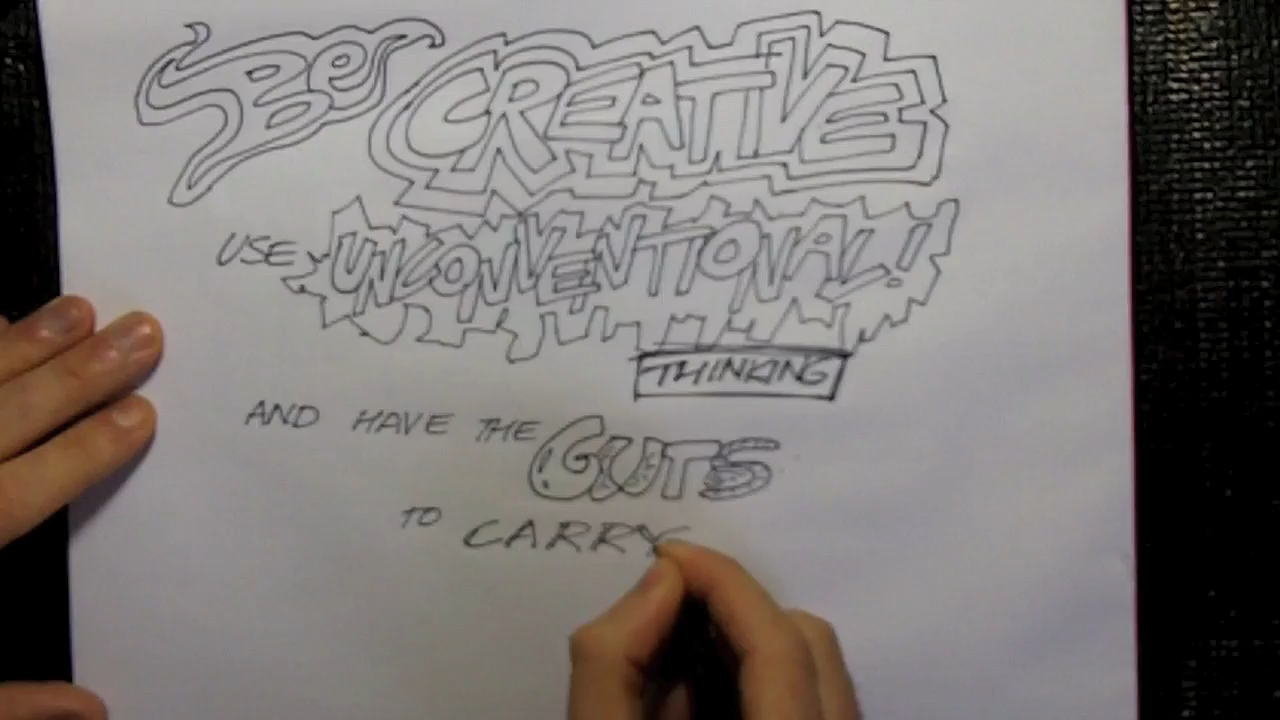 Be CREATIVE
USE UNCONVENTIONAL!
THINKING
AND HAVE THE GUTS
TO CARRY